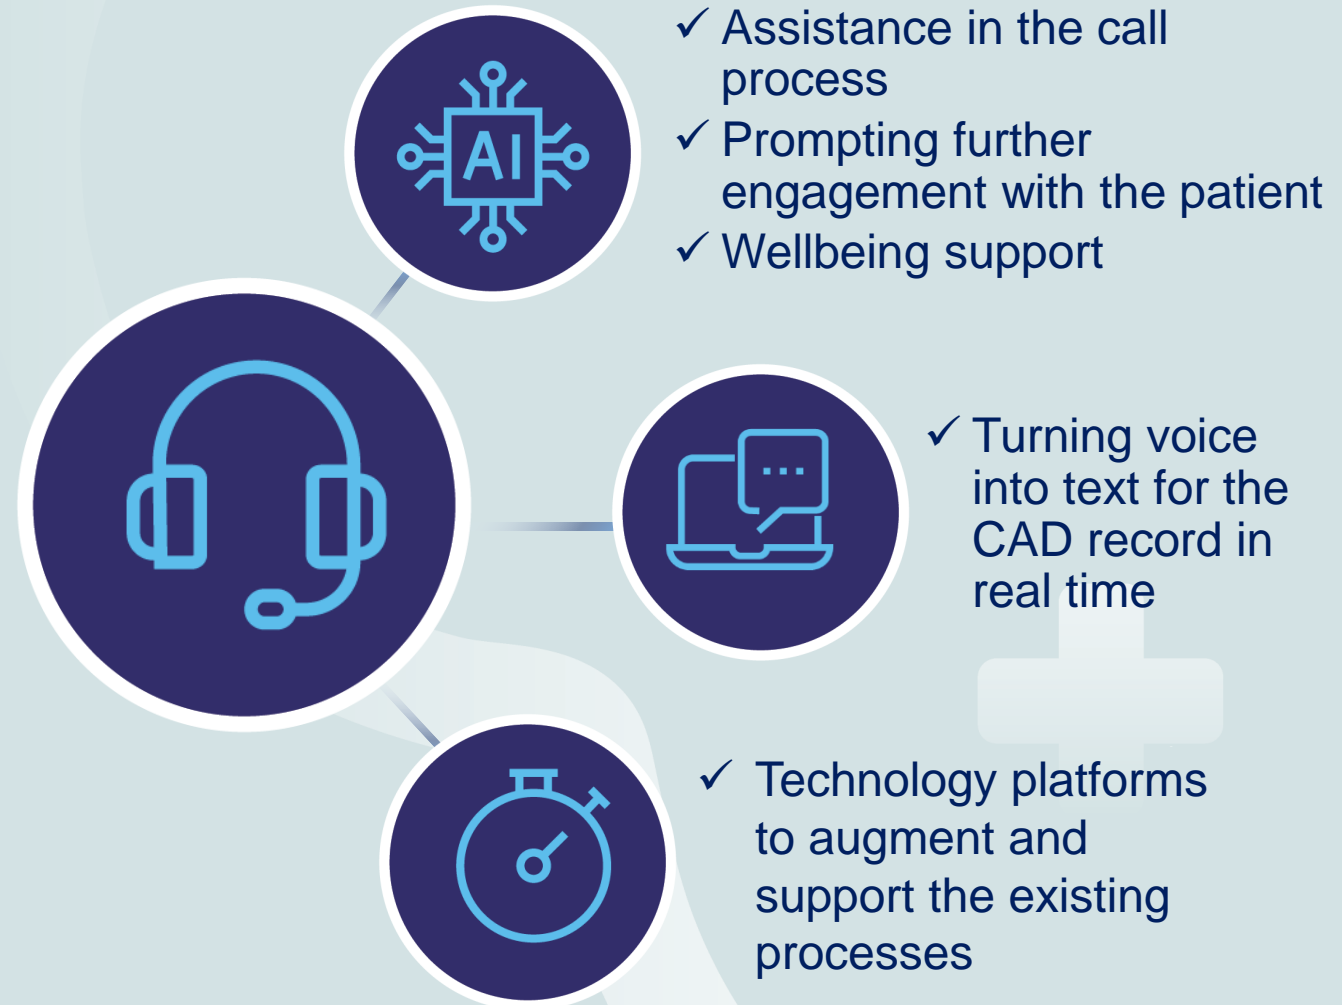 ✓ Assistance in the call
process
✓ Prompting further
engagement with the patient
✓ Wellbeing support
AI
✓ Turning voice
into text for the
CAD record in
real time
✓ Technology platforms
to augment and
support the existing
processes